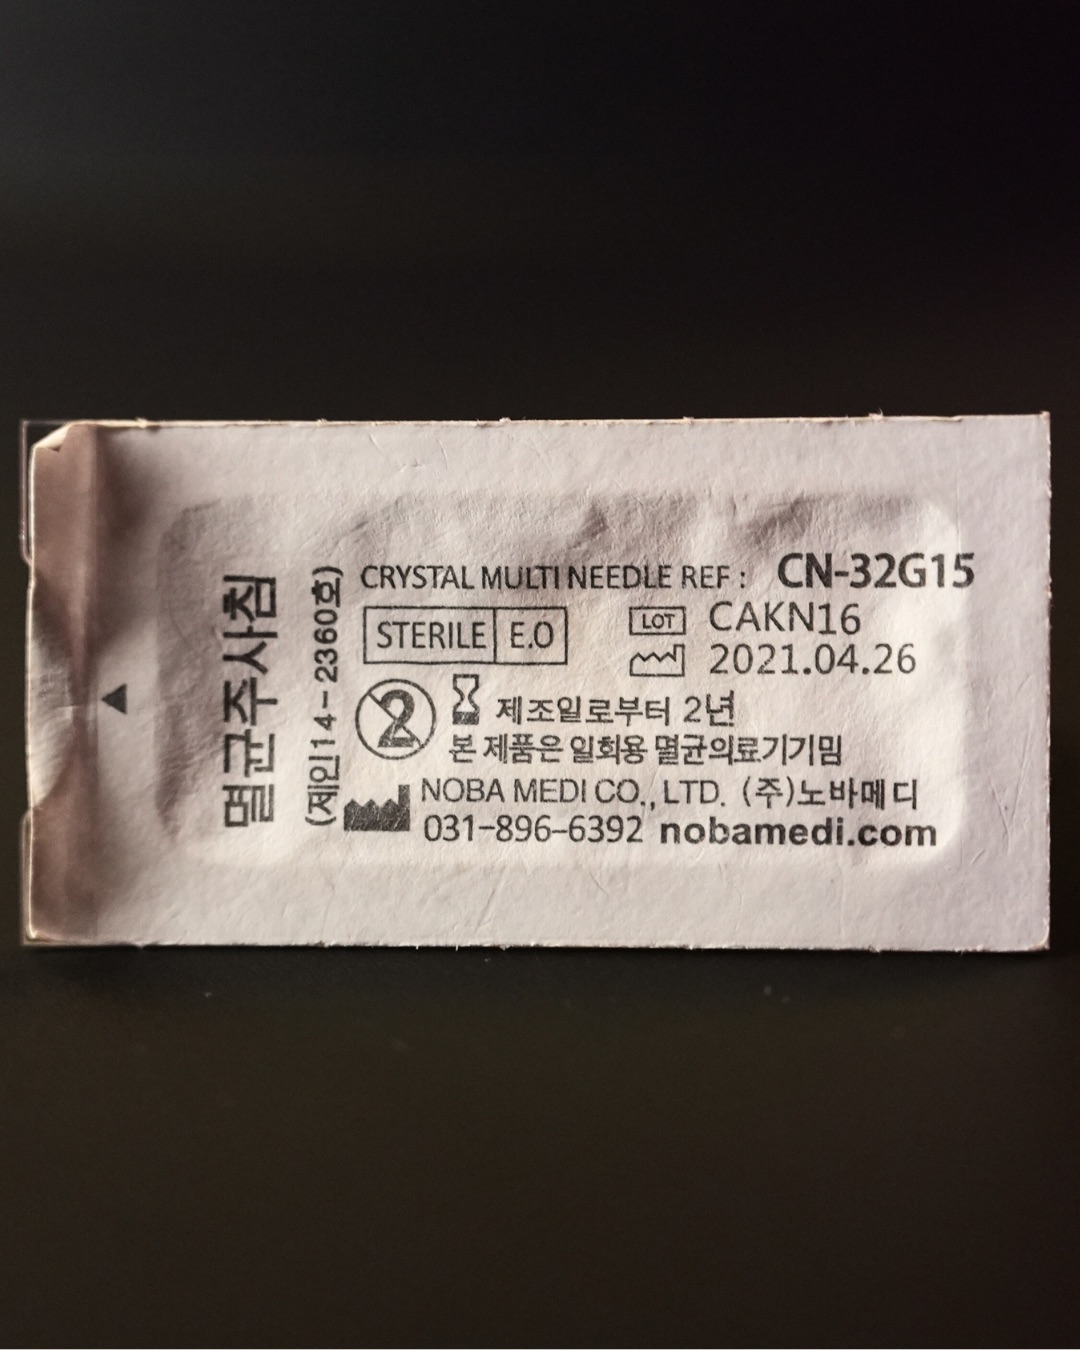 멸균주사침
(제인14-2360호)
CRYSTAL MULTI NEEDLE REF : CN-32G15
STERILE E.O
LOT CAKN16
2021.04.26
2 제조일로부터 2년
본 제품은 일회용 멸균의료기기밈
NOBA MEDI CO., LTD. (주)노바메디
031-896-6392 nobamedi.com